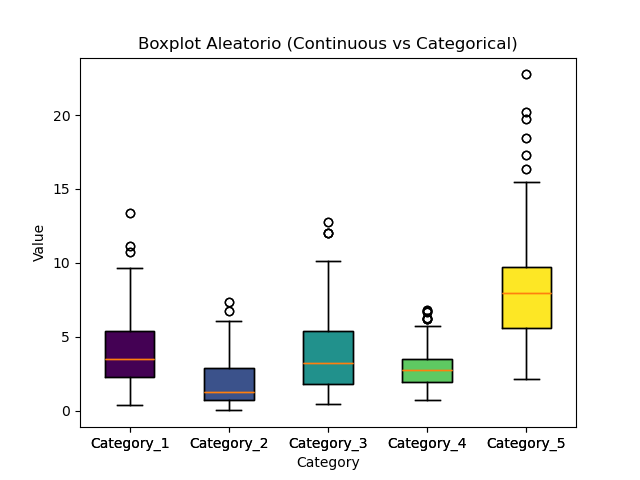 Boxplot Aleatorio (Continuous vs Categorical)
Value
20
15
10
5
0
Category_1 Category_2 Category_3 Category_4 Category_5
Category